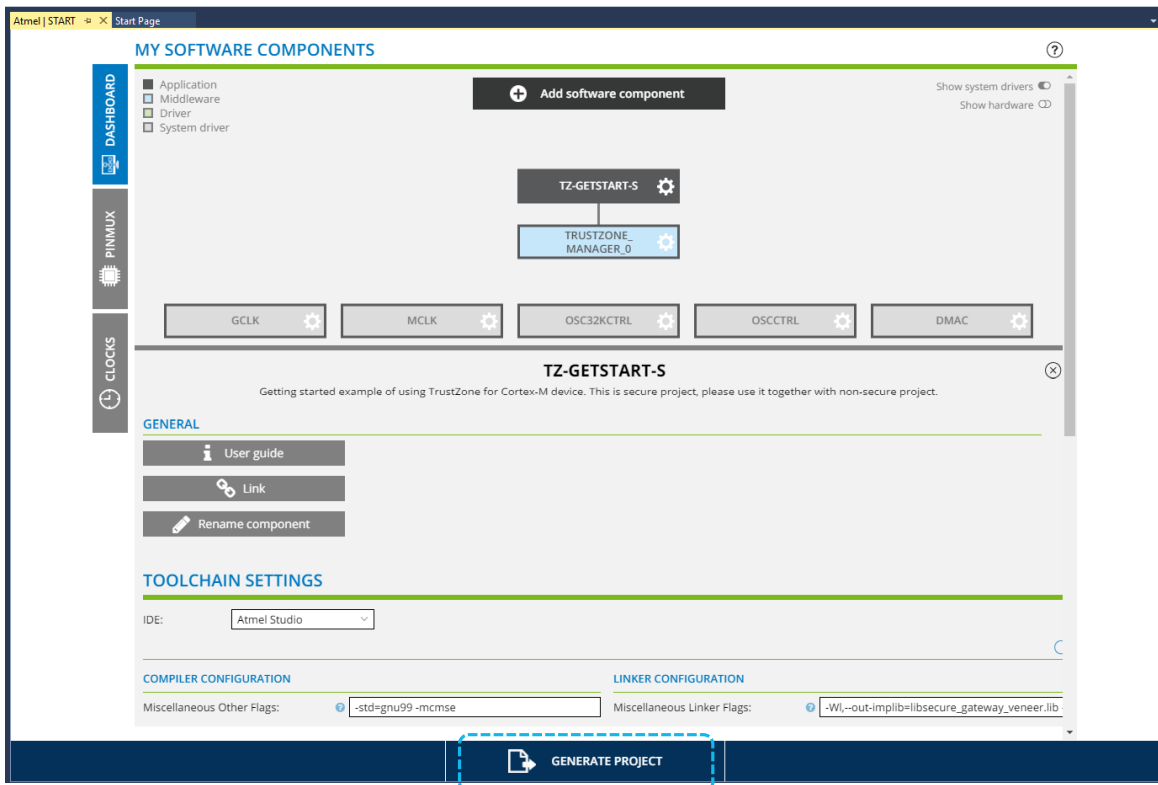 Atmel | START
Start Page
MY SOFTWARE COMPONENTS
?
DASHBOARD
PINMUX
CLOCKS
Application
Middleware
Driver
System driver
Add software component
Show system drivers
Show hardware
TZ-GETSTART-S
TRUSTZONE_
MANAGER_0
GCLK
MCLK
OSC32KCTRL
OSCCTRL
DMAC
TZ-GETSTART-S
Getting started example of using TrustZone for Cortex-M device. This is secure project, please use it together with non-secure project.
GENERAL
User guide
Link
Rename component
TOOLCHAIN SETTINGS
IDE:
Atmel Studio
COMPILER CONFIGURATION
LINKER CONFIGURATION
Miscellaneous Other Flags:
? -std=gnu99 -mcmse
Miscellaneous Linker Flags:
? -Wl,--out-implib=libsecure_gateway_veneer.lib
GENERATE PROJECT